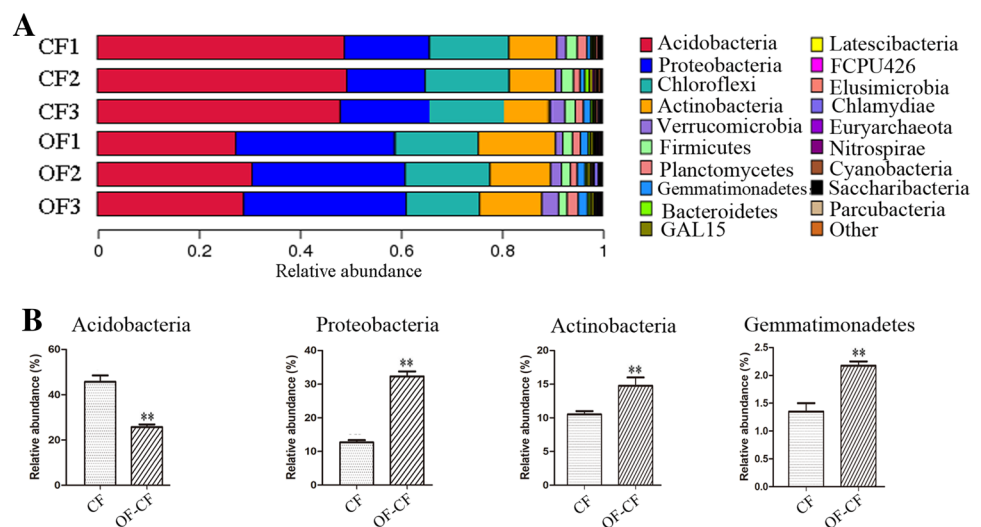 A
CF1
CF2
CF3
OF1
OF2
OF3
0 0.2 0.4 0.6 0.8 1
Relative abundance
Acidobacteria
Proteobacteria
Chloroflexi
Actinobacteria
Verrucomicrobia
Firmicutes
Planctomycetes
Gemmatimonadetes
Bacteroidetes
GAL15
Latescibacteria
FCPU426
Elusimicrobia
Chlamydiae
Euryarchaeota
Nitrospirae
Cyanobacteria
Saccharibacteria
Parcubacteria
Other
B
Acidobacteria
Relative abundance (%)
60
40
20
0
**
CF
OF-CF
Proteobacteria
Relative abundance (%)
40
30
20
10
0
**
CF
OF-CF
Actinobacteria
Relative abundance (%)
20
15
10
5
0
**
CF
OF-CF
Gemmatimonadetes
Relative abundance (%)
2.5
2.0
1.5
1.0
0.5
0.0
**
CF
OF-CF